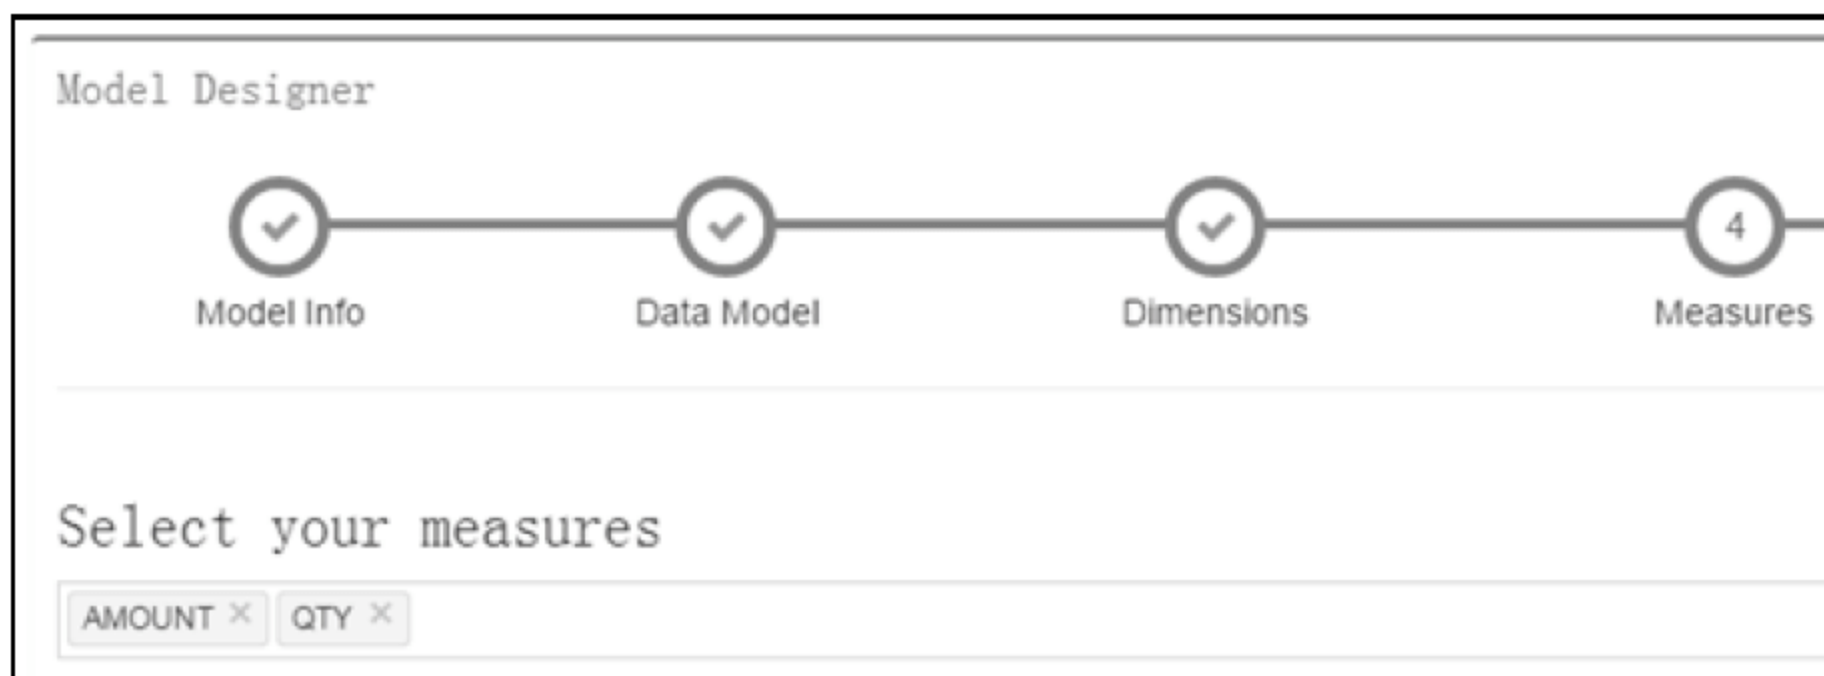 Model Designer
4
Model Info Data Model Dimensions Measures
Select your measures
AMOUNT × QTY ×